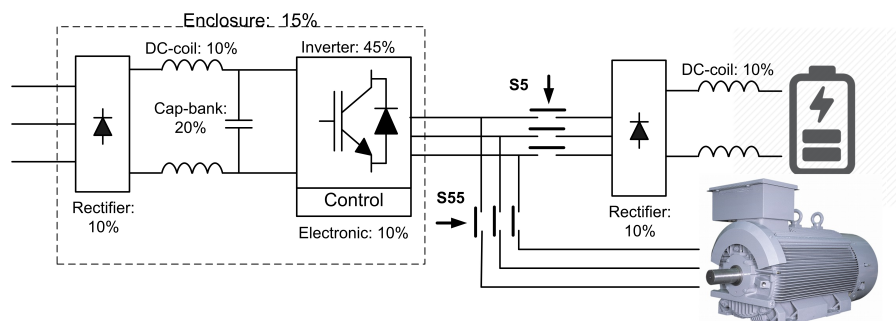 Enclosure: 15%
DC-coil: 10%
Inverter: 45%
Cap-bank:
20%
Rectifier:
10%
Control
Electronic: 10%
S5
S55
DC-coil: 10%
Rectifier:
10%